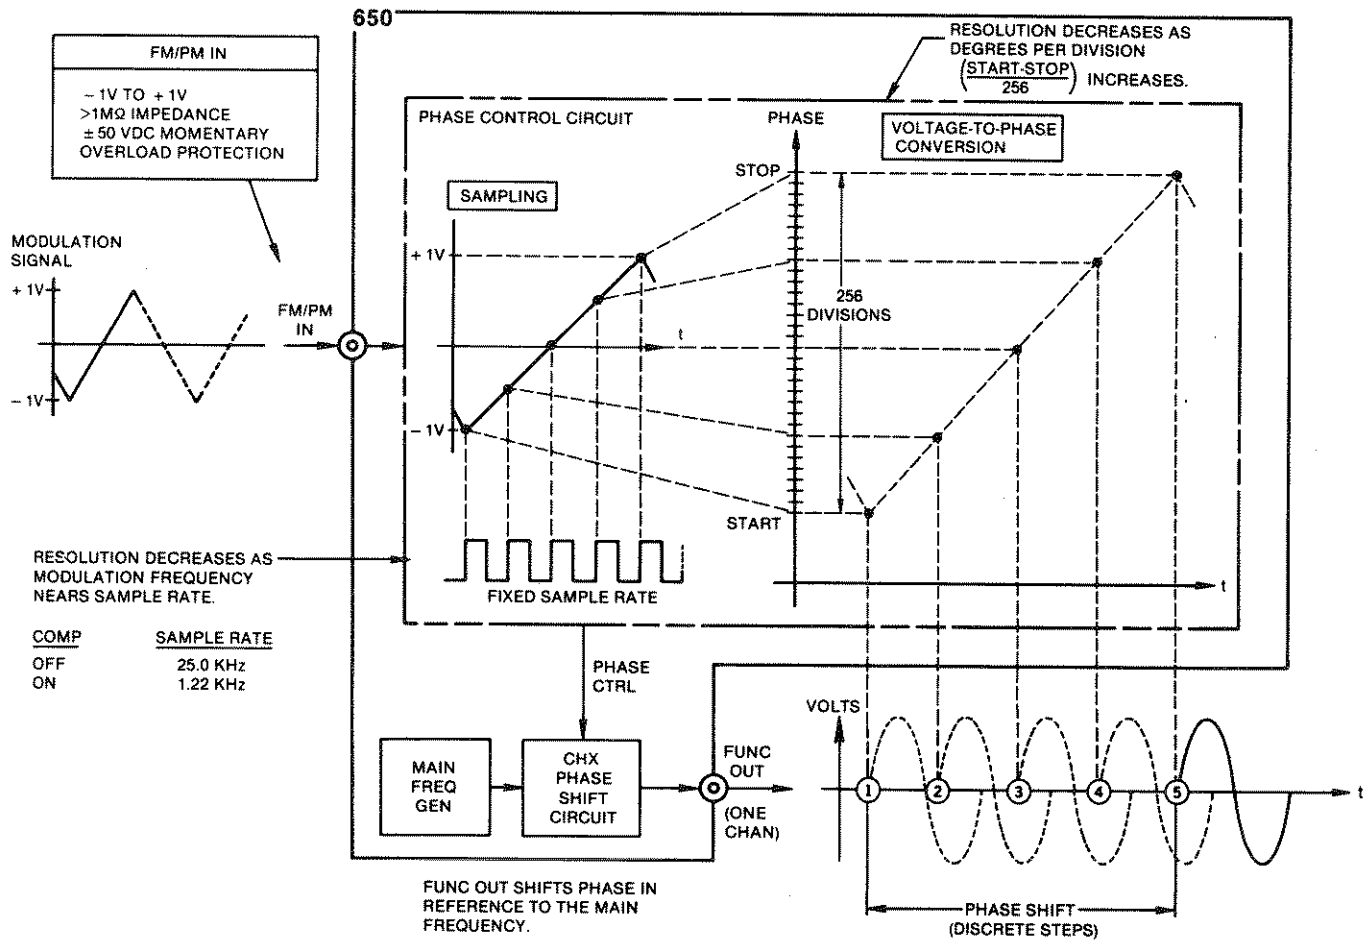 650
FM/PM IN
– 1V TO + 1V
>1MΩ IMPEDANCE
± 50 VDC MOMENTARY
OVERLOAD PROTECTION
RESOLUTION DECREASES AS
DEGREES PER DIVISION
(START-STOP / 256) INCREASES.
PHASE CONTROL CIRCUIT
PHASE
VOLTAGE-TO-PHASE
CONVERSION
STOP
SAMPLING
MODULATION
SIGNAL
+ 1V
– 1V
FM/PM
IN
+ 1V
t
– 1V
256
DIVISIONS
START
t
FIXED SAMPLE RATE
RESOLUTION DECREASES AS
MODULATION FREQUENCY
NEARS SAMPLE RATE.
COMP SAMPLE RATE
OFF 25.0 KHz
ON 1.22 KHz
PHASE
CTRL
MAIN
FREQ
GEN
CHX
PHASE
SHIFT
CIRCUIT
FUNC
OUT
(ONE
CHAN)
VOLTS
1 2 3 4 5
t
FUNC OUT SHIFTS PHASE IN
REFERENCE TO THE MAIN
FREQUENCY.
PHASE SHIFT
(DISCRETE STEPS)